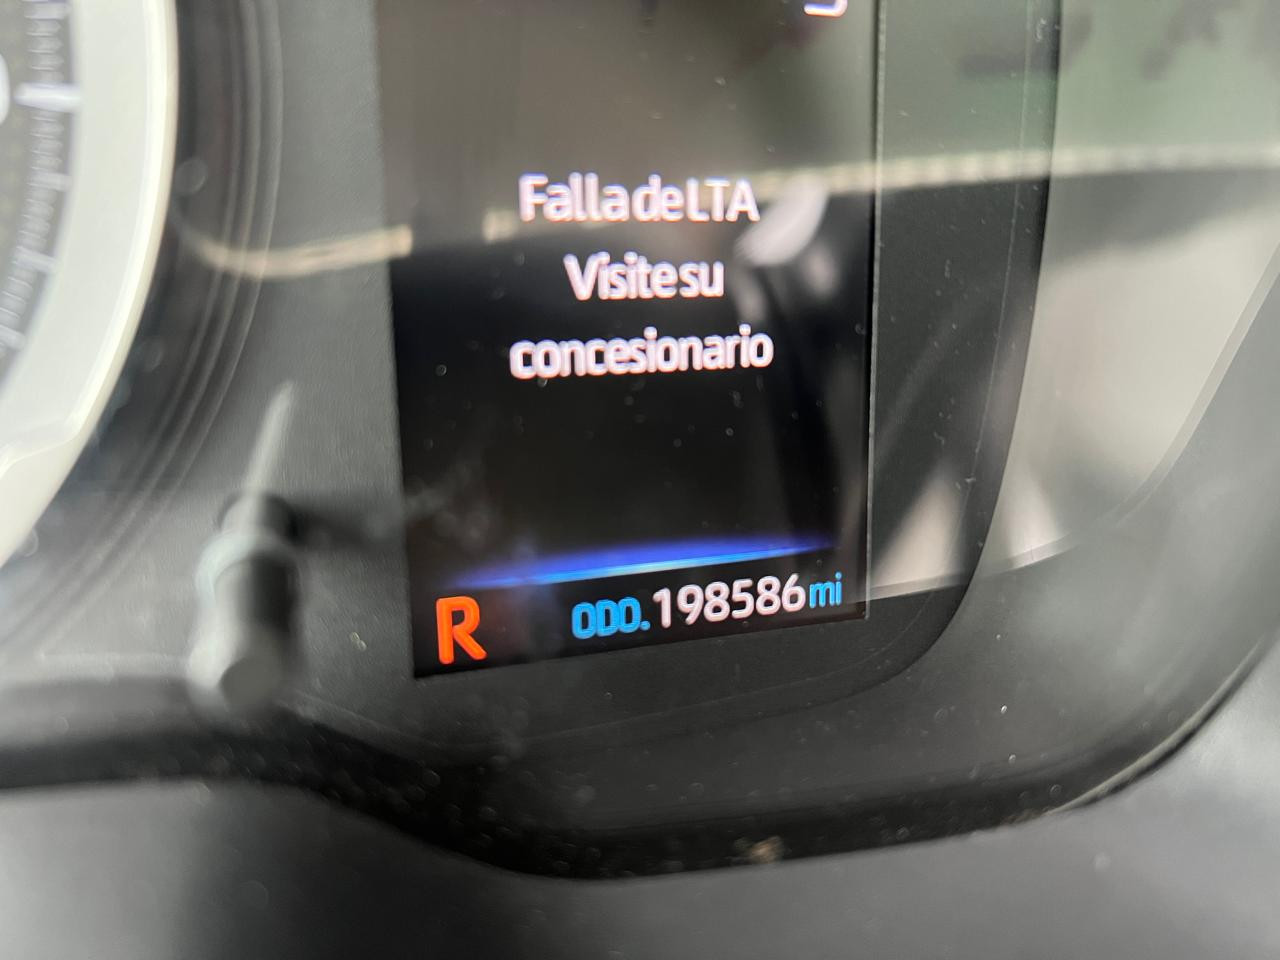 Falla de LTA
Visite su
concesionario
R ODO. 198586 mi